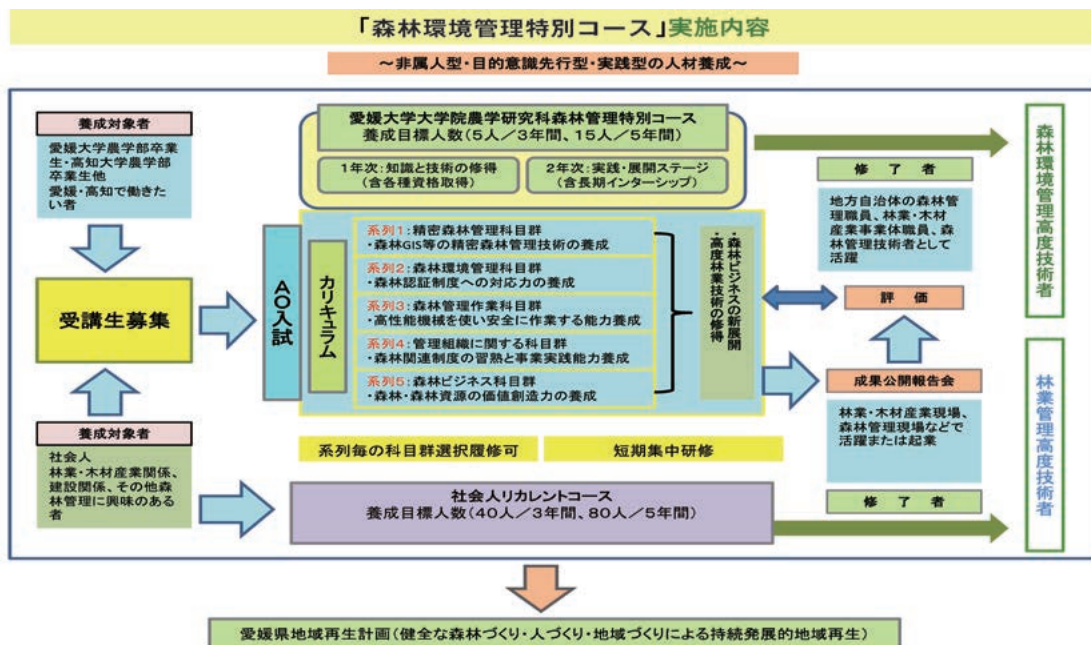 「森林環境管理特別コース」実施内容
～非属人型・目的意識先行型・実践型の人材養成～
養成対象者
愛媛大学農学部卒業
生・高知大学農学部
卒業生他
愛媛・高知で働きた
い者
受講生募集
養成対象者
社会人
林業・木材産業関係、
建設関係、その他森
林管理に興味のある
者
愛媛大学大学院農学研究科森林管理特別コース
養成目標人数(5人／3年間、15人／5年間)
1年次:知識と技術の修得
(含各種資格取得)
2年次:実践・展開ステージ
(含長期インターシップ)
AO入試
カリキュラム
系列1:精密森林管理科目群
・森林GIS等の精密森林管理技術の養成
系列2:森林環境管理科目群
・森林認証制度への対応力の養成
系列3:森林管理作業科目群
・高性能機械を使い安全に作業する能力養成
系列4:管理組織に関する科目群
・森林関連制度の習熟と事業実践能力養成
系列5:森林ビジネス科目群
・森林・森林資源の価値創造力の養成
・森林ビジネスの新展開
・高度林業技術の修得
系列毎の科目群選択履修可
短期集中研修
社会人リカレントコース
養成目標人数(40人／3年間、80人／5年間)
修了者
地方自治体の森林管
理職員、林業・木材
産業事業体職員、森
林管理技術者として
活躍
評価
成果公開報告会
林業・木材産業現場、
森林管理現場などで
活躍または起業
修了者
森林環境管理高度技術者
林業管理高度技術者
愛媛県地域再生計画(健全な森林づくり・人づくり・地域づくりによる持続発展的地域再生)